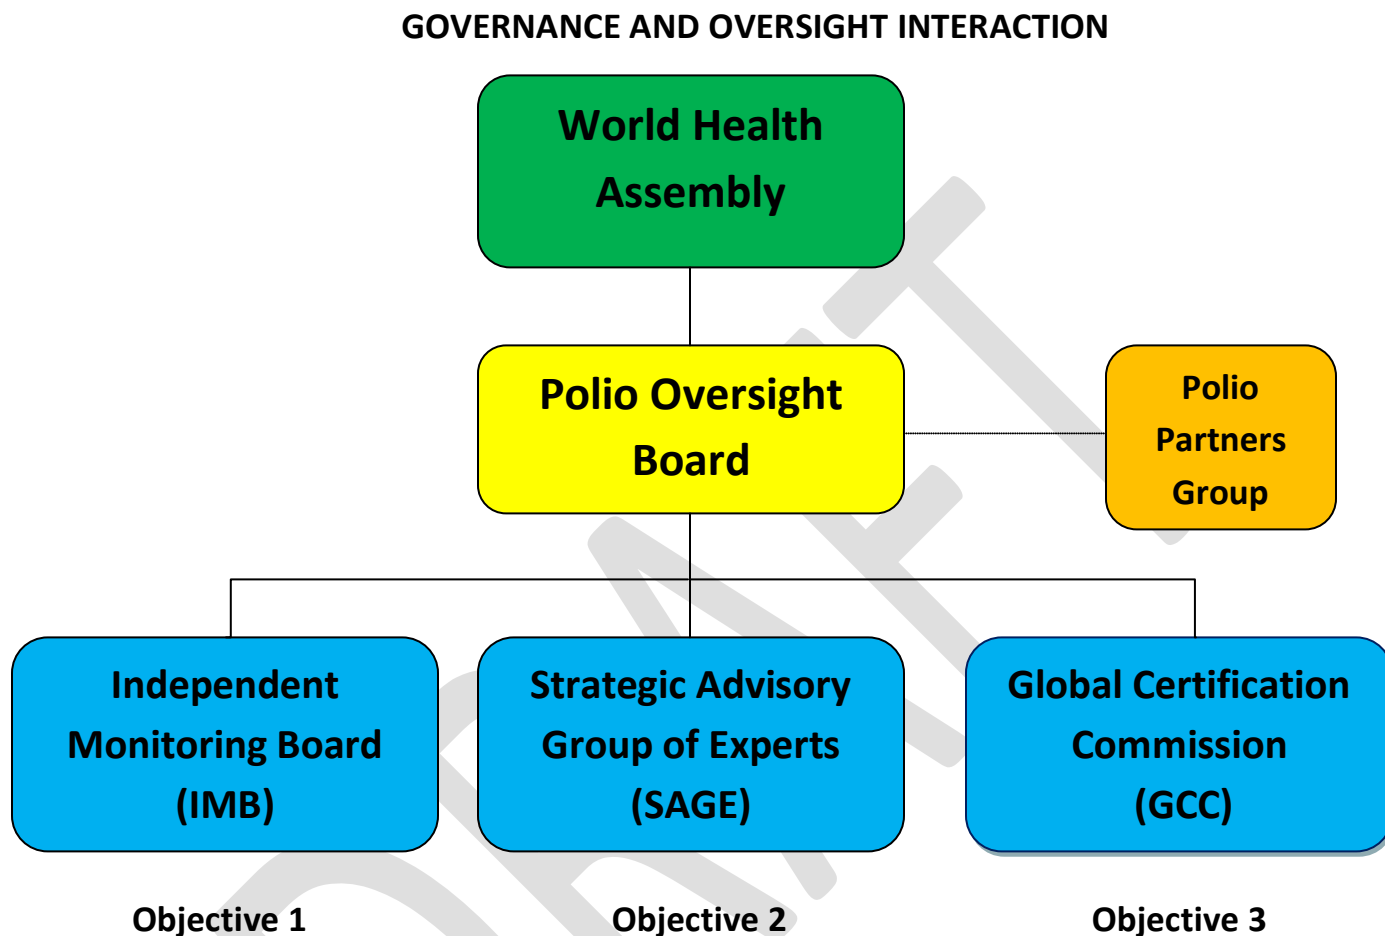 GOVERNANCE AND OVERSIGHT INTERACTION
World Health
Assembly
Polio Oversight
Board
Polio
Partners
Group
Independent
Monitoring Board
(IMB)
Strategic Advisory
Group of Experts
(SAGE)
Global Certification
Commission
(GCC)
Objective 1
Objective 2
Objective 3
DRAFT